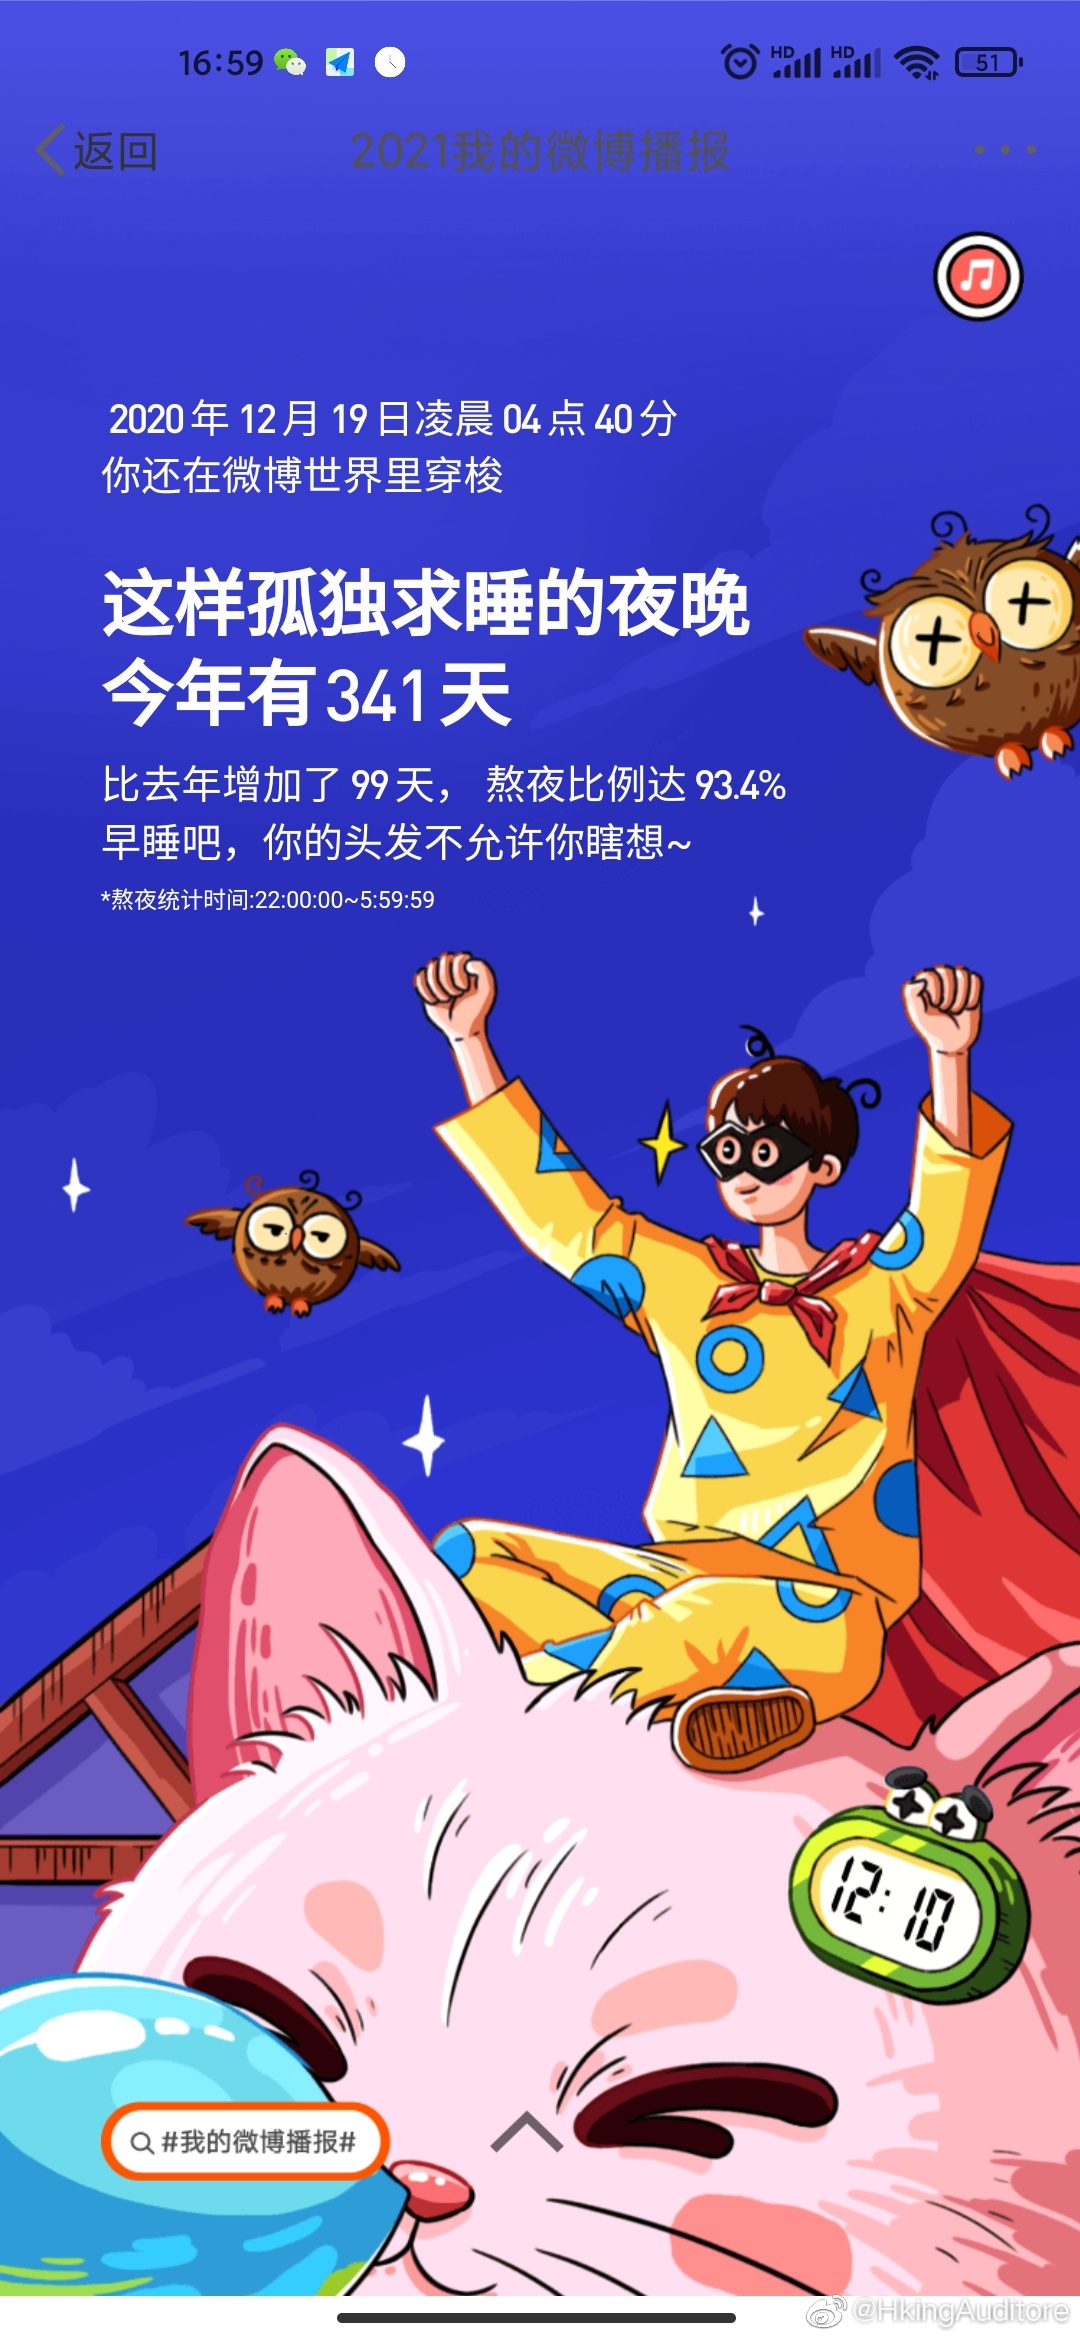 16:59
HD HD 51
返回
2021我的微博播报
2020年12月19日凌晨04点40分
你还在微博世界里穿梭
这样孤独求睡的夜晚
今年有341天
比去年增加了99天， 熬夜比例达93.4%
早睡吧，你的头发不允许你瞎想~
*熬夜统计时间:22:00:00~5:59:59
12:10
#我的微博播报#
@HkingAuditore